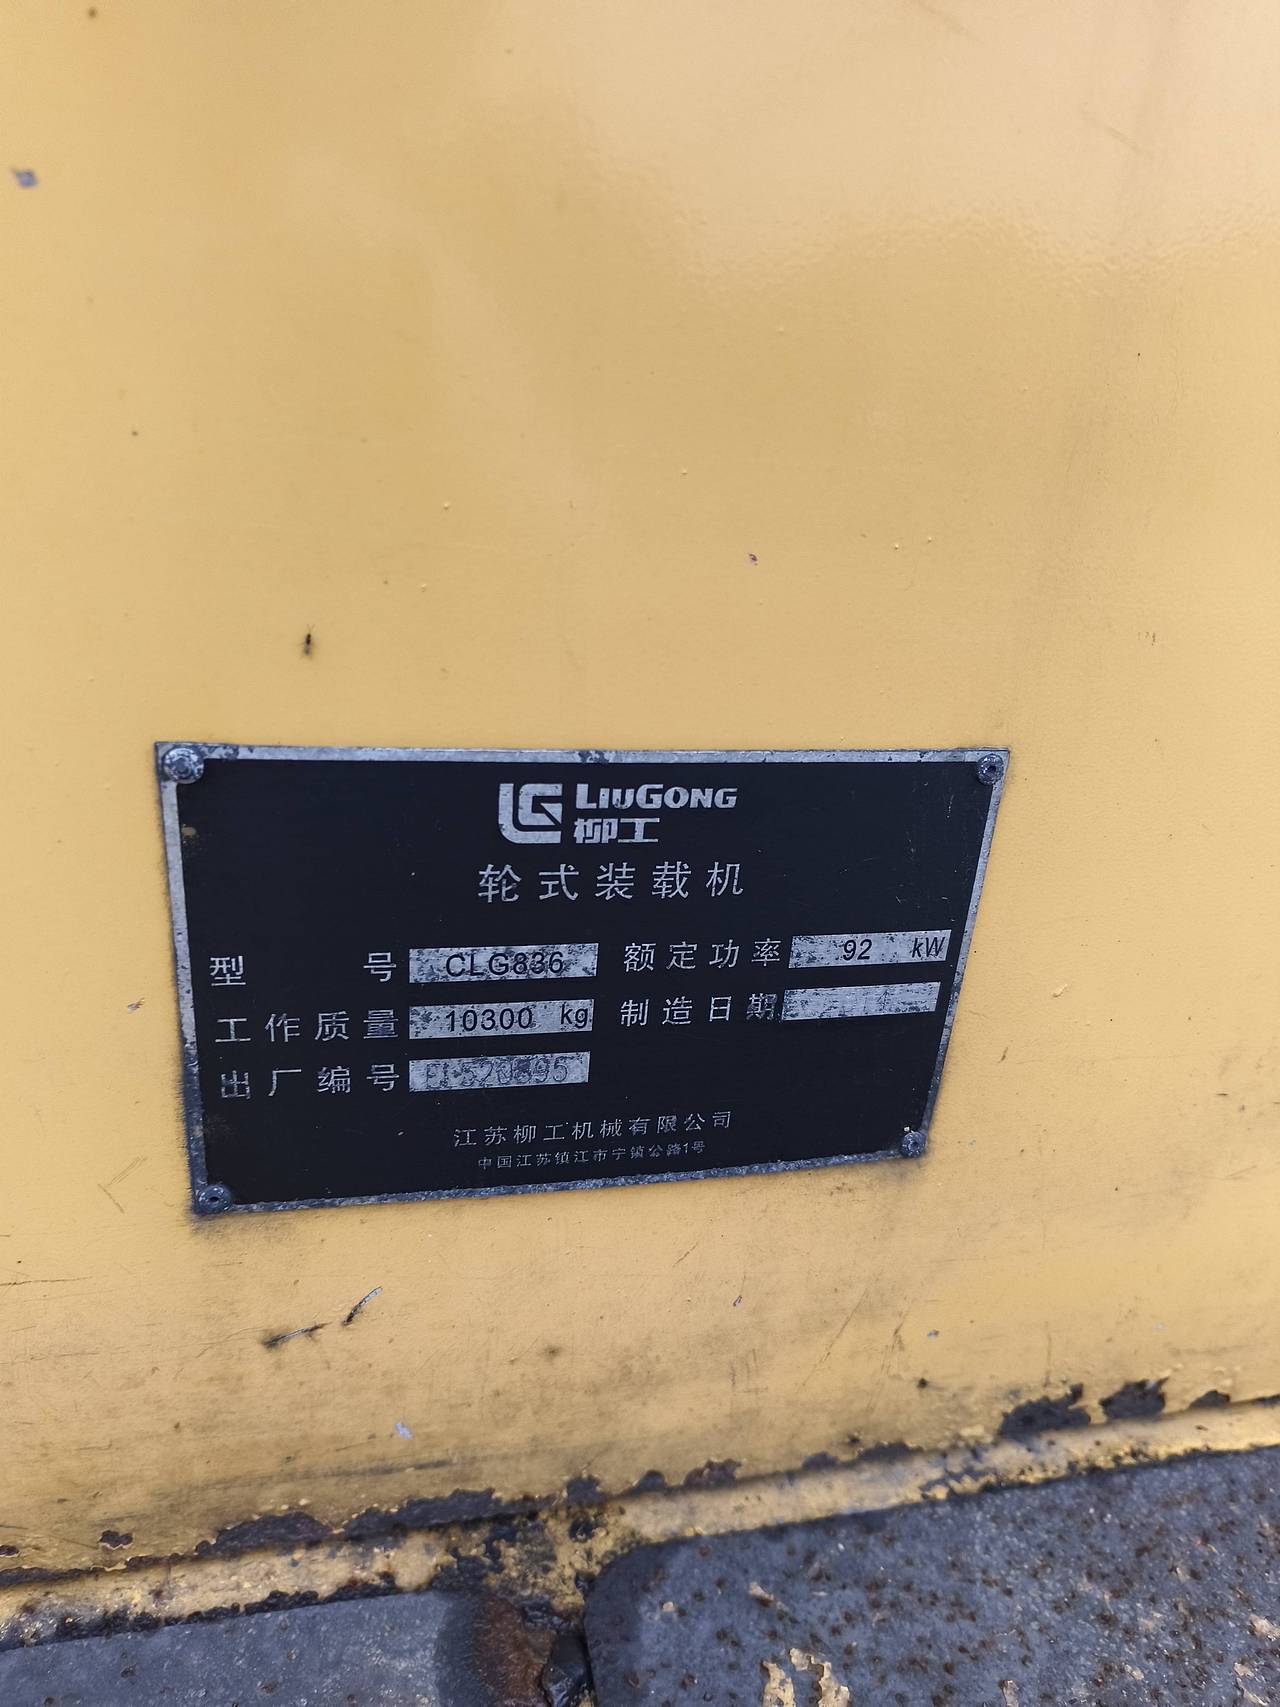 LG LIUGONG
柳工
轮式装载机
型号 CLG836 额定功率 92 kW
工作质量 10300 kg 制造日期
出厂编号
江苏柳工机械有限公司
中国江苏镇江市宁镇公路1号